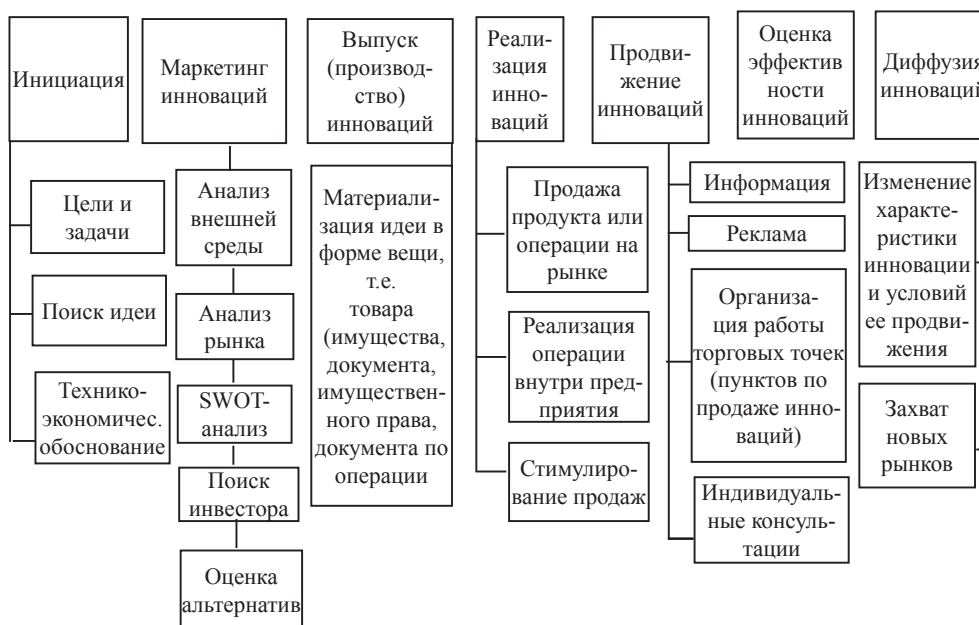 Инициация
Маркетинг
инноваций
Выпуск
(производ-
ство)
инноваций
Реали-
зация
инно-
ваций
Продви-
жение
инноваций
Оценка
эффектив
ности
инноваций
Диффузия
инноваций
Цели и
задачи
Поиск идеи
Технико-
экономичес.
обоснование
Анализ
внешней
среды
Анализ
рынка
SWOT-
анализ
Поиск
инвестора
Оценка
альтернатив
Материали-
зация идеи в
форме вещи,
т.е.
товара
(имущества,
документа,
имуществен-
ного права,
документа по
операции
Продажа
продукта или
операции на
рынке
Реализация
операции
внутри пред-
приятия
Стимулиро-
вание продаж
Информация
Реклама
Организа-
ция работы
торговых точек
(пунктов по
продаже инно-
ваций)
Индивидуаль-
ные консуль-
тации
Изменение
характе-
ристики
инновации
и условий
ее продви-
жения
Захват
новых
рынков